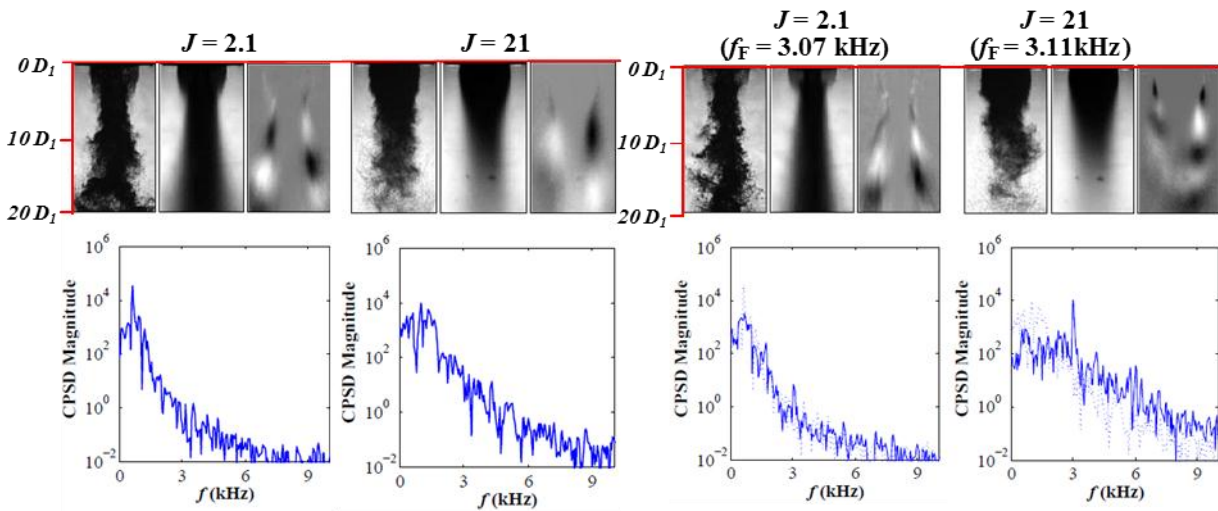 J = 2.1
J = 21
J = 2.1
(fF = 3.07 kHz)
J = 21
(fF = 3.11kHz)
0 D1
10 D1
20 D1
0 D1
10 D1
20 D1
CPSD Magnitude
10^6
10^4
10^2
10^0
10^-2
0 3 6 9
f (kHz)
CPSD Magnitude
10^6
10^4
10^2
10^0
10^-2
0 3 6 9
f (kHz)
CPSD Magnitude
10^6
10^4
10^2
10^0
10^-2
0 3 6 9
f (kHz)
CPSD Magnitude
10^6
10^4
10^2
10^0
10^-2
0 3 6 9
f (kHz)